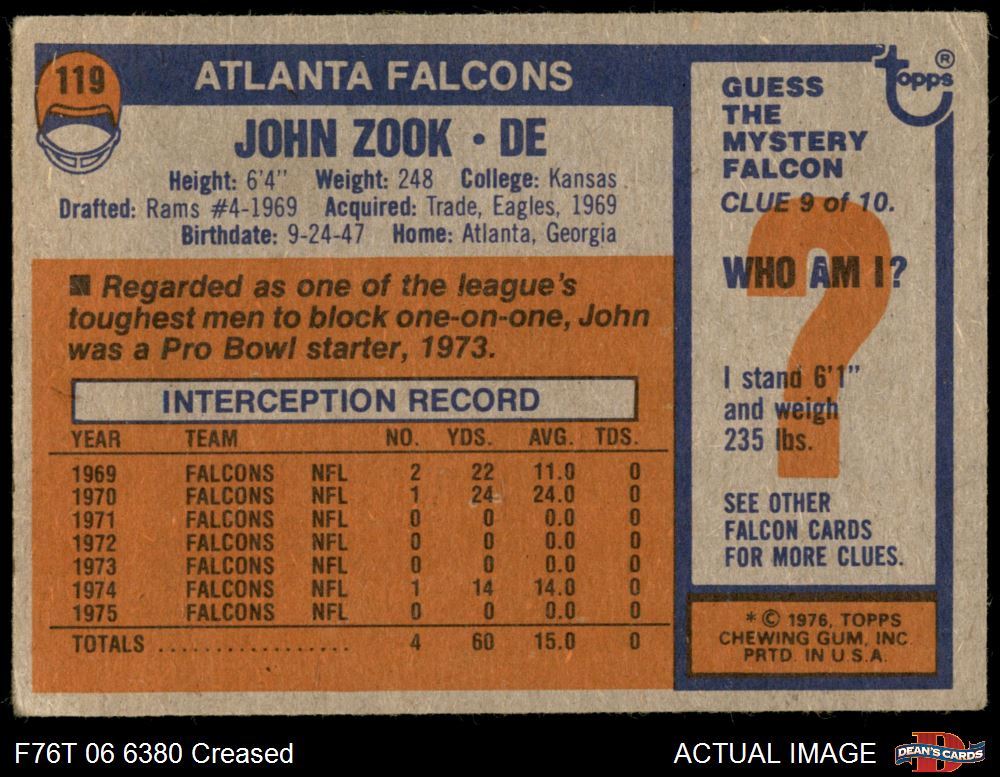 119
ATLANTA FALCONS
JOHN ZOOK • DE
Height: 6'4" Weight: 248 College: Kansas
Drafted: Rams #4-1969 Acquired: Trade, Eagles, 1969
Birthdate: 9-24-47 Home: Atlanta, Georgia
■ Regarded as one of the league's
toughest men to block one-on-one, John
was a Pro Bowl starter, 1973.
INTERCEPTION RECORD
YEAR TEAM NO. YDS. AVG. TDS.
1969 FALCONS NFL 2 22 11.0 0
1970 FALCONS NFL 1 24 24.0 0
1971 FALCONS NFL 0 0 0.0 0
1972 FALCONS NFL 0 0 0.0 0
1973 FALCONS NFL 0 0 0.0 0
1974 FALCONS NFL 1 14 14.0 0
1975 FALCONS NFL 0 0 0.0 0
TOTALS .................. 4 60 15.0 0
topps ®
GUESS
THE
MYSTERY
FALCON
CLUE 9 of 10.
?
WHO AM I?
I stand 6'1"
and weigh
235 lbs.
SEE OTHER
FALCON CARDS
FOR MORE CLUES.
* © 1976, TOPPS
CHEWING GUM, INC
PRTD. IN U.S.A.
F76T 06 6380 Creased
ACTUAL IMAGE
DEAN'S CARDS